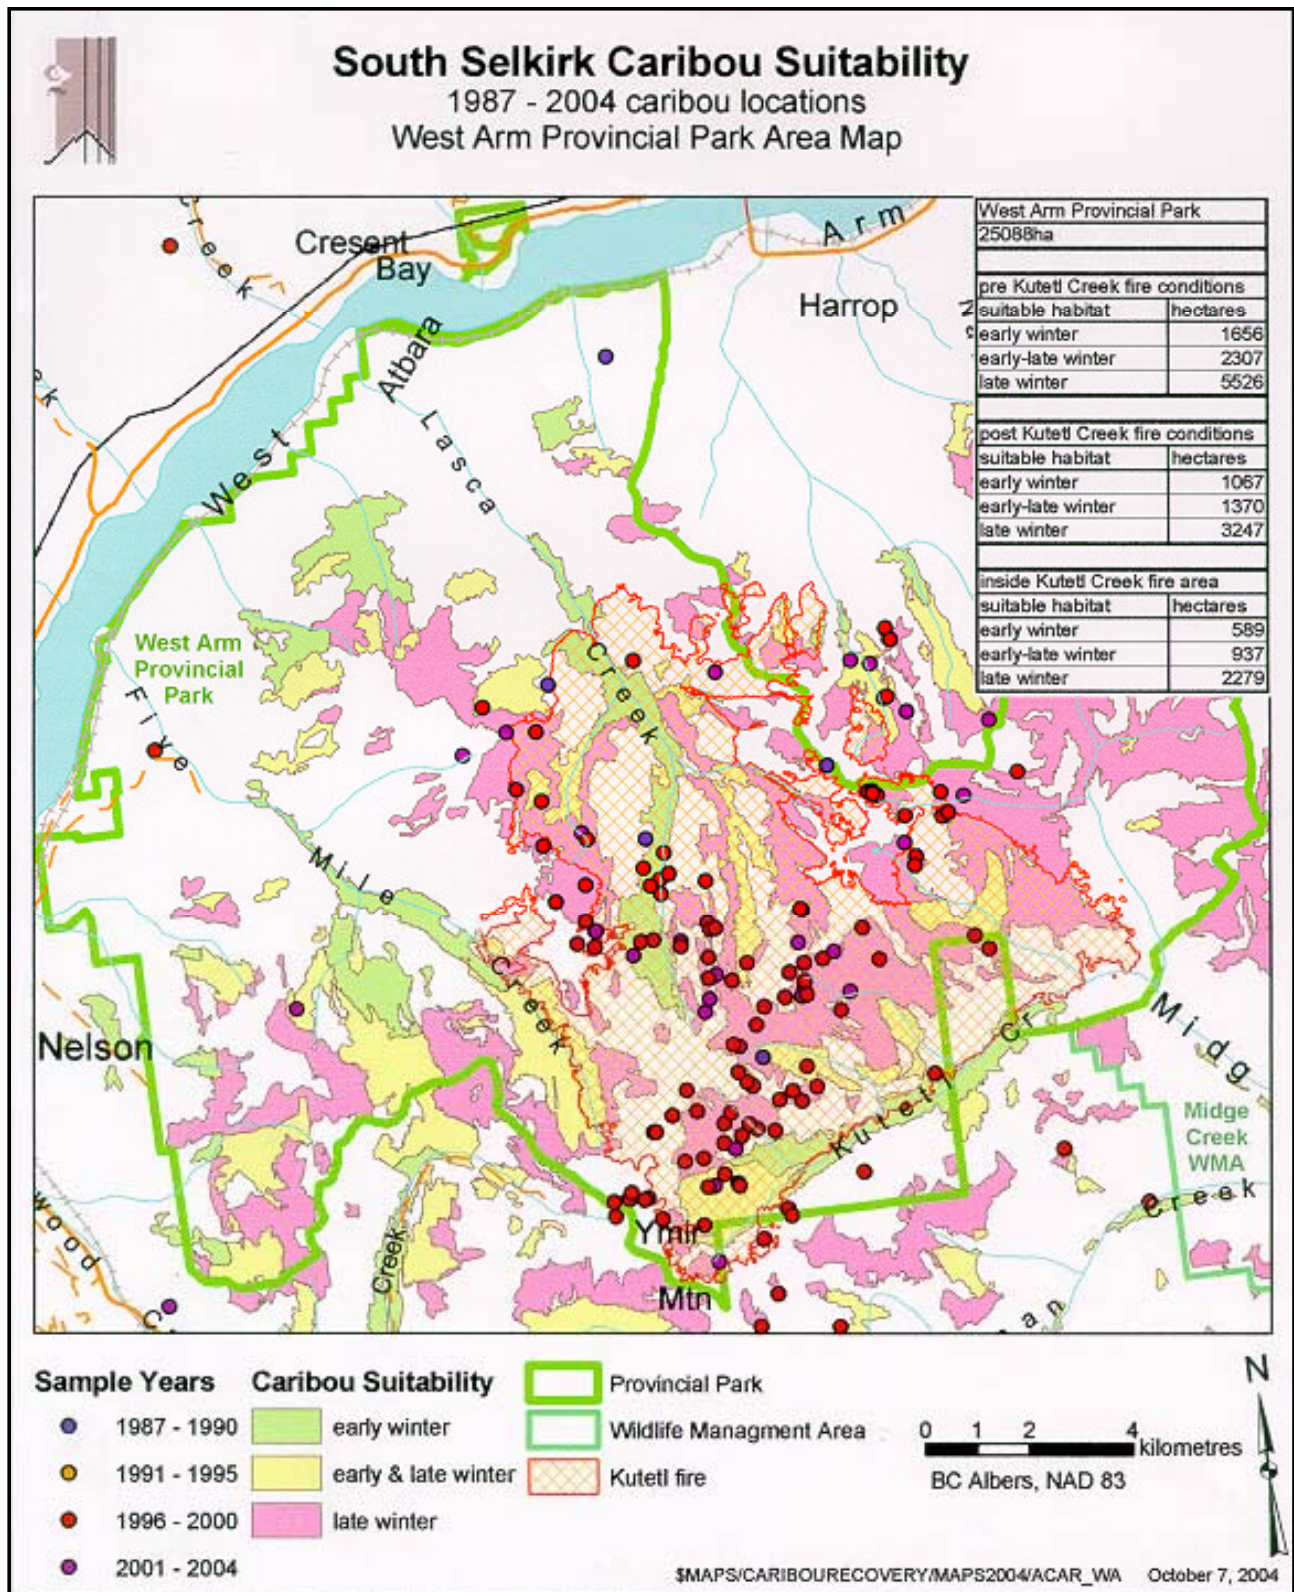 South Selkirk Caribou Suitability
1987 - 2004 caribou locations
West Arm Provincial Park Area Map
West Arm Provincial Park
25088ha
pre Kutetl Creek fire conditions
suitable habitat hectares
early winter 1656
early-late winter 2307
late winter 5526
post Kutetl Creek fire conditions
suitable habitat hectares
early winter 1067
early-late winter 1370
late winter 3247
inside Kutetl Creek fire area
suitable habitat hectares
early winter 589
early-late winter 937
late winter 2279
Creek
Cresent
Bay
Arm
Harrop
ek
Atbara
West
Lasca
Creek
West Arm
Provincial
Park
Five
Mile
Creek
Nelson
Midg
Kutetl
Cr
Midge
Creek
WMA
Creek
wood
C
Creek
Ymir
Mtn
an
Sample Years
1987 - 1990
1991 - 1995
1996 - 2000
2001 - 2004
Caribou Suitability
early winter
early & late winter
late winter
Provincial Park
Wildlife Managment Area
Kutetl fire
0 1 2 4
kilometres
BC Albers, NAD 83
N
$MAPS/CARIBOURECOVERY/MAPS2004/ACAR_WA October 7, 2004